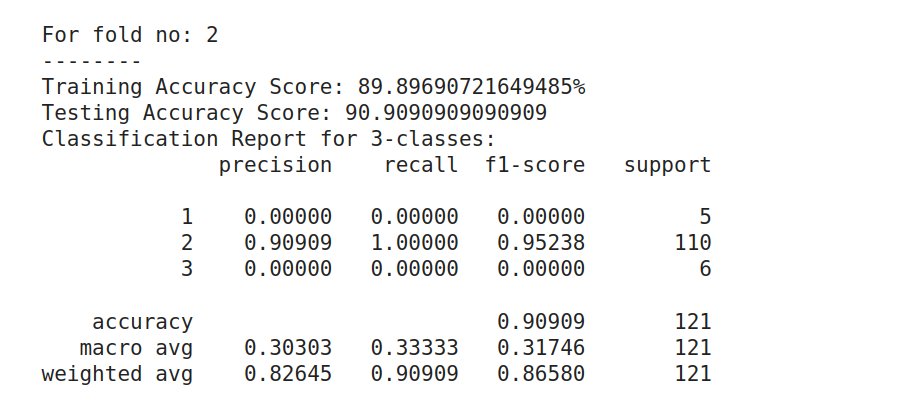 For fold no: 2
--------
Training Accuracy Score: 89.89690721649485%
Testing Accuracy Score: 90.9090909090909
Classification Report for 3-classes:
              precision    recall  f1-score   support

           1    0.00000   0.00000   0.00000         5
           2    0.90909   1.00000   0.95238       110
           3    0.00000   0.00000   0.00000         6

    accuracy                        0.90909       121
   macro avg    0.30303   0.33333   0.31746       121
weighted avg    0.82645   0.90909   0.86580       121